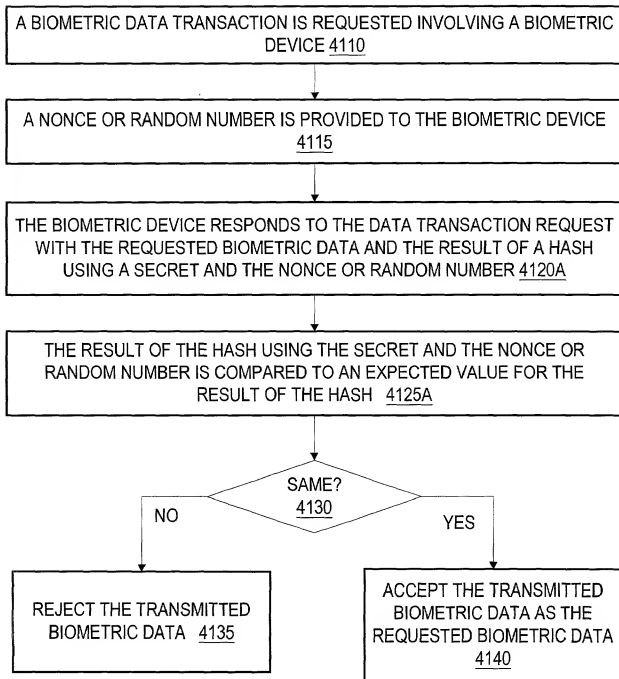 A BIOMETRIC DATA TRANSACTION IS REQUESTED INVOLVING A BIOMETRIC
DEVICE 4110
A NONCE OR RANDOM NUMBER IS PROVIDED TO THE BIOMETRIC DEVICE
4115
THE BIOMETRIC DEVICE RESPONDS TO THE DATA TRANSACTION REQUEST
WITH THE REQUESTED BIOMETRIC DATA AND THE RESULT OF A HASH
USING A SECRET AND THE NONCE OR RANDOM NUMBER 4120A
THE RESULT OF THE HASH USING THE SECRET AND THE NONCE OR
RANDOM NUMBER IS COMPARED TO AN EXPECTED VALUE FOR THE
RESULT OF THE HASH 4125A
SAME?
4130
NO
YES
REJECT THE TRANSMITTED
BIOMETRIC DATA 4135
ACCEPT THE TRANSMITTED
BIOMETRIC DATA AS THE
REQUESTED BIOMETRIC DATA
4140